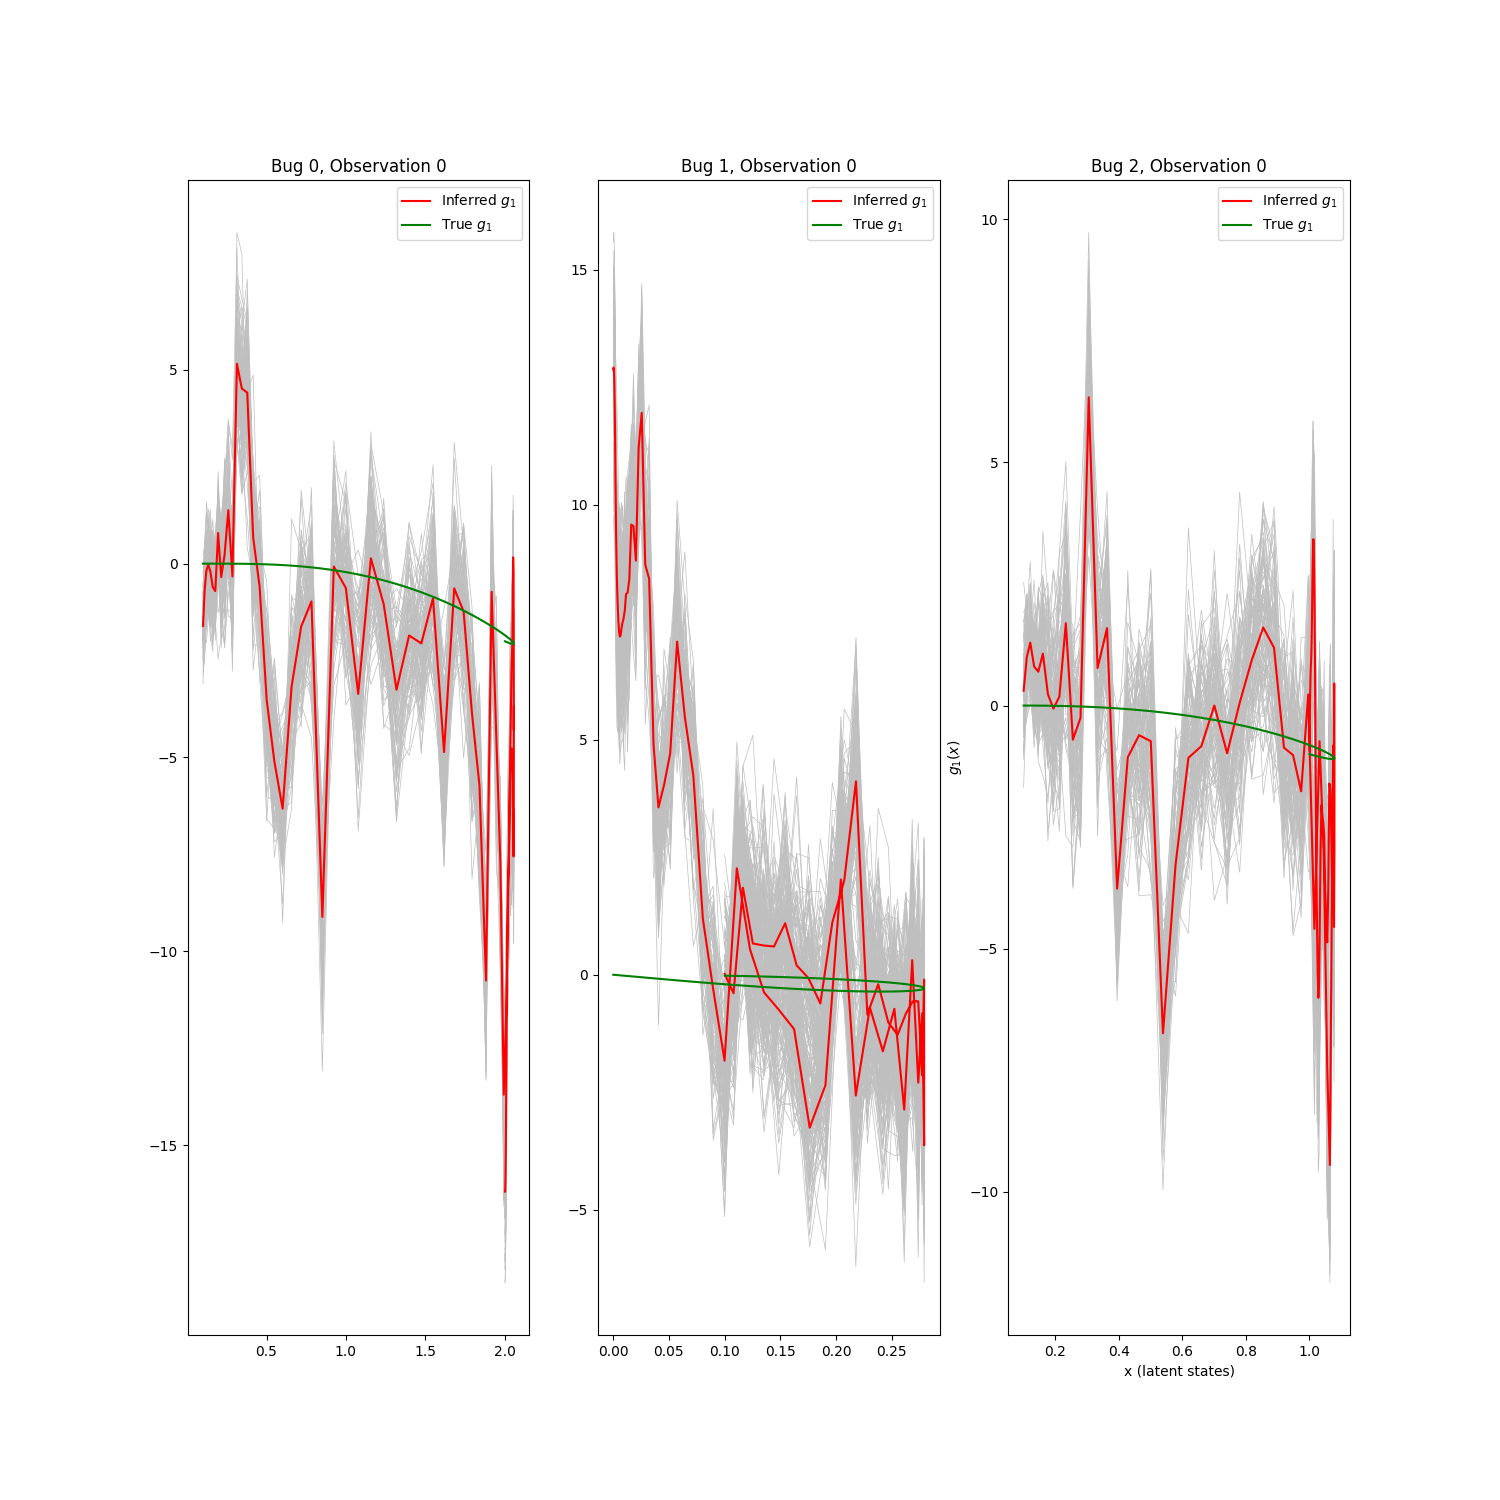 Bug 0, Observation 0
Inferred g₁
True g₁
5
0
−5
−10
−15
0.5 1.0 1.5 2.0
Bug 1, Observation 0
Inferred g₁
True g₁
15
10
5
0
−5
0.00 0.05 0.10 0.15 0.20 0.25
Bug 2, Observation 0
Inferred g₁
True g₁
g₁(x)
10
5
0
−5
−10
0.2 0.4 0.6 0.8 1.0
x (latent states)